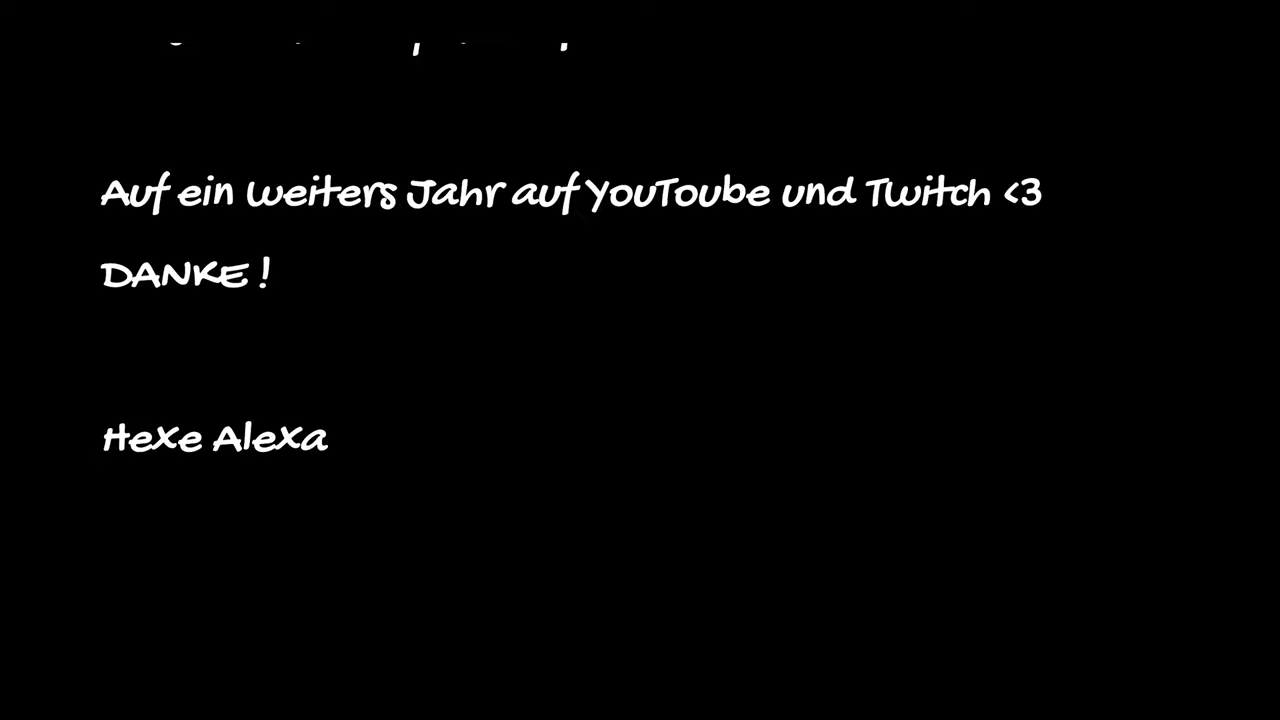 Auf ein weiters Jahr auf YouToube und Twitch <3
DANKE !
Hexe Alexa